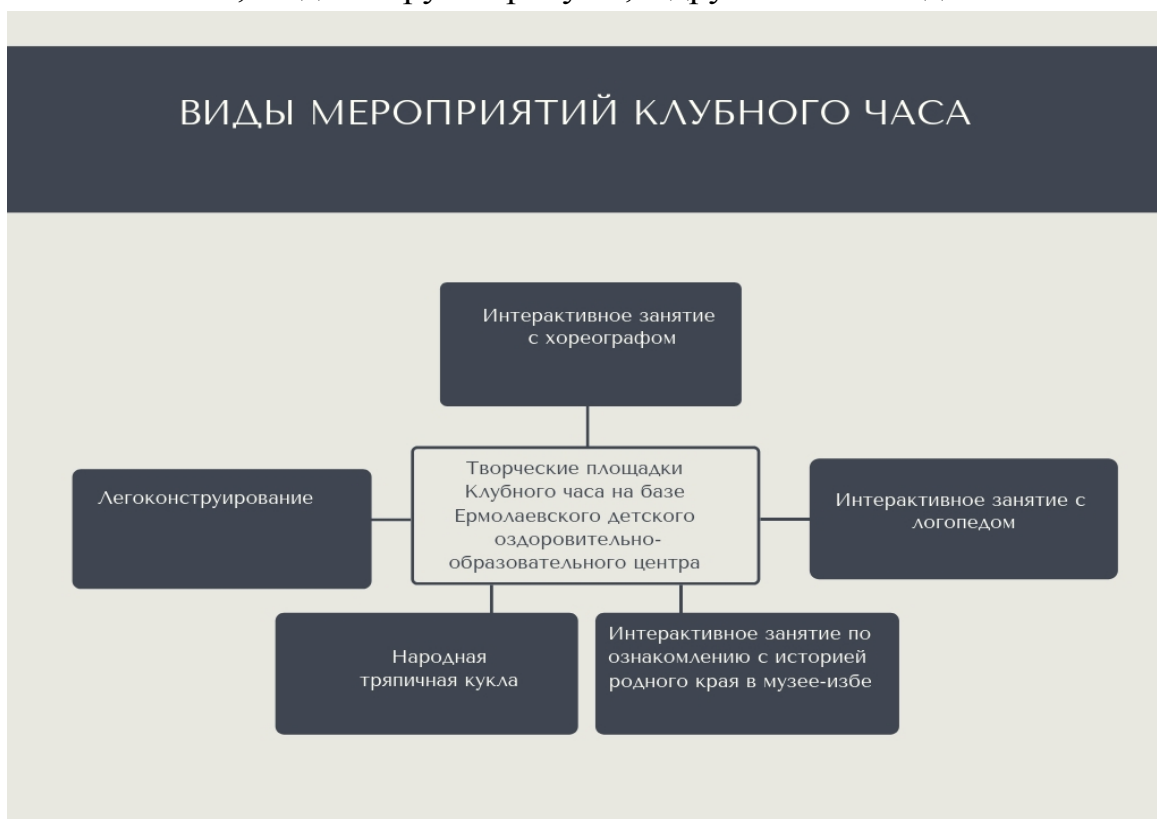 ВИДЫ МЕРОПРИЯТИЙ КЛУБНОГО ЧАСА
Интерактивное занятие
с хореографом
Творческие площадки
Клубного часа на базе
Ермолаевского детского
оздоровительно-
образовательного центра
Легоконструирование
Интерактивное занятие с
логопедом
Народная
тряпичная кукла
Интерактивное занятие по
ознакомлению с историей
родного края в музее-избе